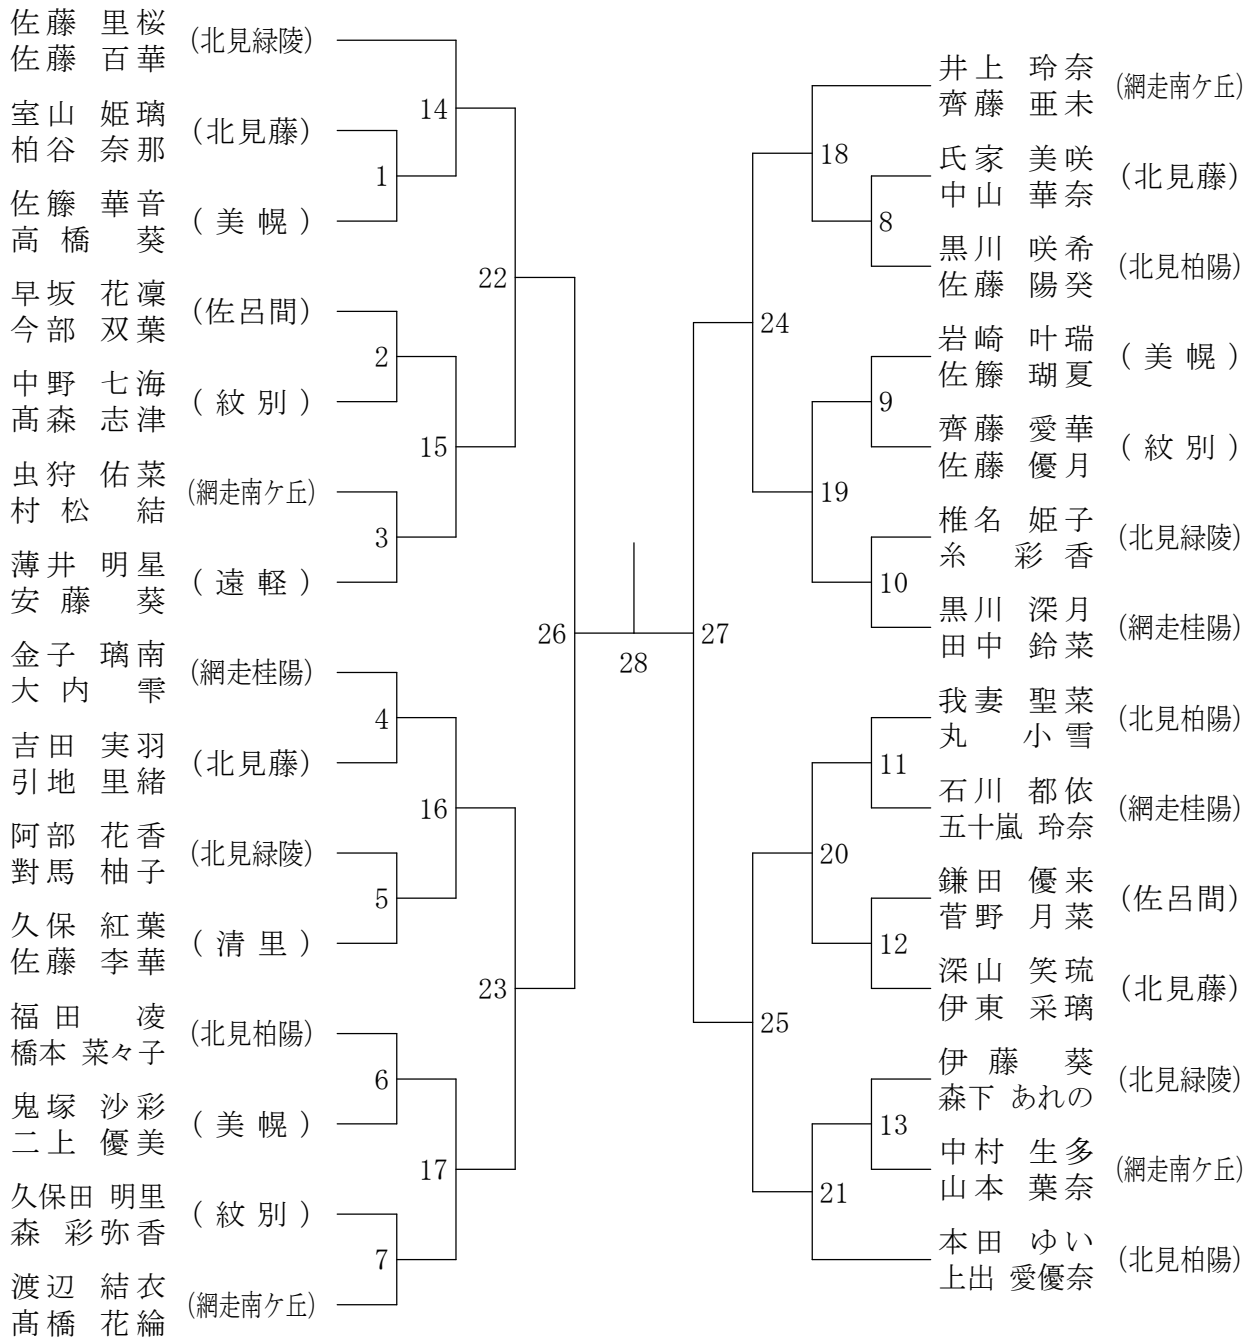 佐藤 里桜
佐藤 百華
(北見緑陵)
室山 姫璃
柏谷 奈那
(北見藤)
佐籐 華音
高橋 葵
(美幌)
早坂 花凜
今部 双葉
(佐呂間)
中野 七海
髙森 志津
(紋別)
虫狩 佑菜
村松 結
(網走南ケ丘)
薄井 明星
安藤 葵
(遠軽)
金子 璃南
大内 雫
(網走桂陽)
吉田 実羽
引地 里緒
(北見藤)
阿部 花香
對馬 柚子
(北見緑陵)
久保 紅葉
佐藤 李華
(清里)
福田 凌
橋本 菜々子
(北見柏陽)
鬼塚 沙彩
二上 優美
(美幌)
久保田 明里
森 彩弥香
(紋別)
渡辺 結衣
髙橋 花綸
(網走南ケ丘)
1
2
3
4
5
6
7
14
15
16
17
22
23
26
28
27
24
25
18
19
20
21
8
9
10
11
12
13
井上 玲奈
齊藤 亜未
(網走南ケ丘)
氏家 美咲
中山 華奈
(北見藤)
黒川 咲希
佐藤 陽癸
(北見柏陽)
岩崎 叶瑞
佐籐 瑚夏
(美幌)
齊藤 愛華
佐藤 優月
(紋別)
椎名 姫子
糸 彩香
(北見緑陵)
黒川 深月
田中 鈴菜
(網走桂陽)
我妻 聖菜
丸 小雪
(北見柏陽)
石川 都依
五十嵐 玲奈
(網走桂陽)
鎌田 優来
菅野 月菜
(佐呂間)
深山 笑琉
伊東 采璃
(北見藤)
伊藤 葵
森下 あれの
(北見緑陵)
中村 生多
山本 葉奈
(網走南ケ丘)
本田 ゆい
上出 愛優奈
(北見柏陽)